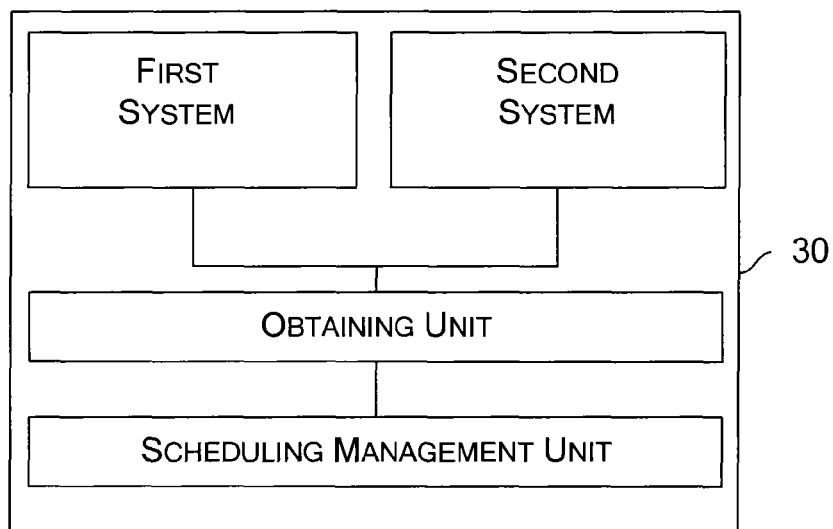 FIRST
SYSTEM
SECOND
SYSTEM
30
OBTAINING UNIT
SCHEDULING MANAGEMENT UNIT